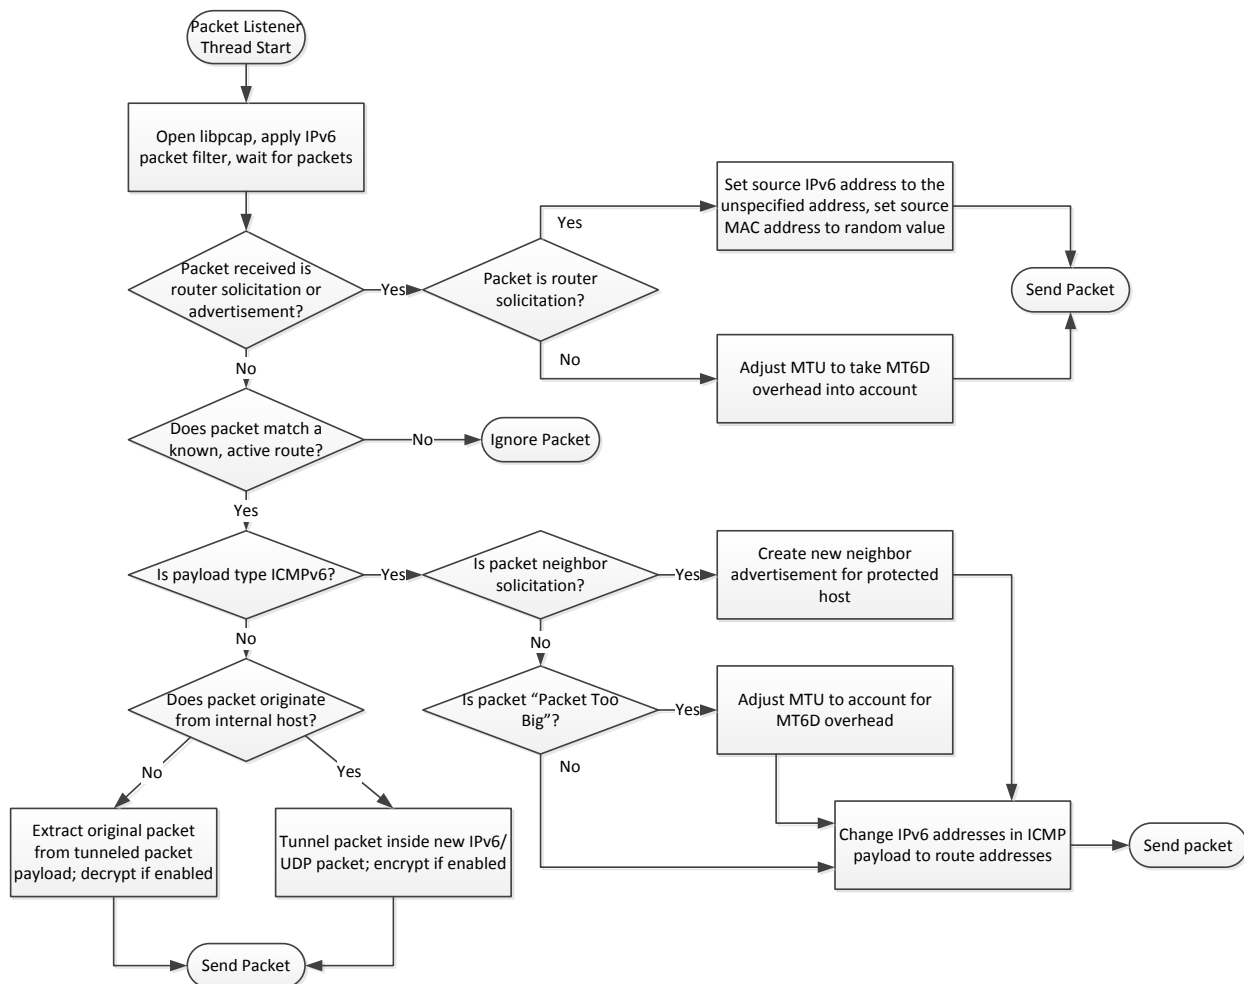 Packet Listener
Thread Start
Open libpcap, apply IPv6
packet filter, wait for packets
Set source IPv6 address to the
unspecified address, set source
MAC address to random value
Yes
Packet received is
router solicitation or
advertisement?
Yes
Packet is router
solicitation?
Send Packet
No
Adjust MTU to take MT6D
overhead into account
No
Does packet match a
known, active route?
No
Ignore Packet
Yes
Is payload type ICMPv6?
Yes
Is packet neighbor
solicitation?
Yes
Create new neighbor
advertisement for protected
host
No
No
Does packet originate
from internal host?
Is packet “Packet Too
Big”?
Yes
Adjust MTU to account for
MT6D overhead
No
Yes
No
Extract original packet
from tunneled packet
payload; decrypt if enabled
Tunnel packet inside new IPv6/
UDP packet; encrypt if enabled
Change IPv6 addresses in ICMP
payload to route addresses
Send packet
Send Packet